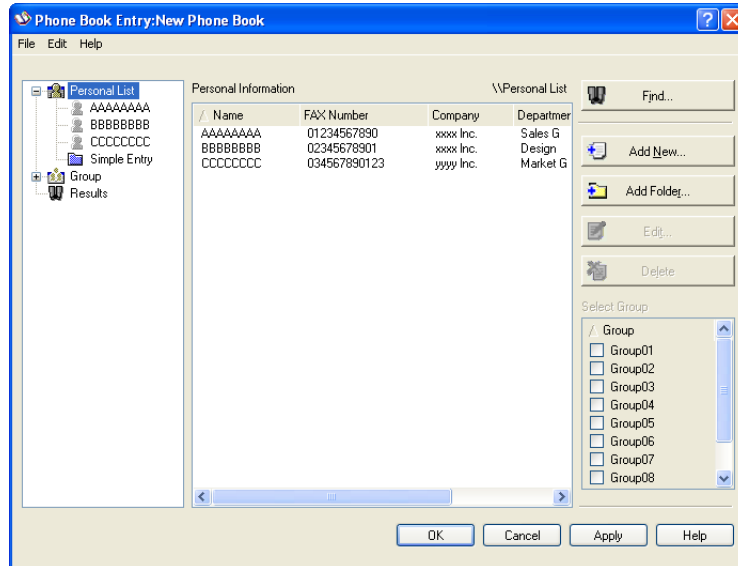 Phone Book Entry:New Phone Book
File Edit Help
Personal List
AAAAAAAA
BBBBBBBB
CCCCCCCC
Simple Entry
Group
Results
Personal Information \\Personal List
Name FAX Number Company Departmer
AAAAAAAA 01234567890 xxxx Inc. Sales G
BBBBBBBB 02345678901 xxxx Inc. Design
CCCCCCCC 034567890123 yyyy Inc. Market G
Find...
Add New...
Add Folder...
Edit...
Delete
Select Group
Group
Group01
Group02
Group03
Group04
Group05
Group06
Group07
Group08
OK Cancel Apply Help